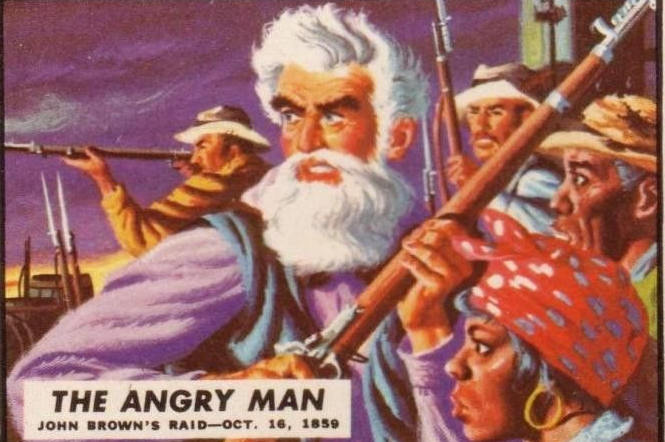 THE ANGRY MAN
JOHN BROWN'S RAID—OCT. 16, 1859